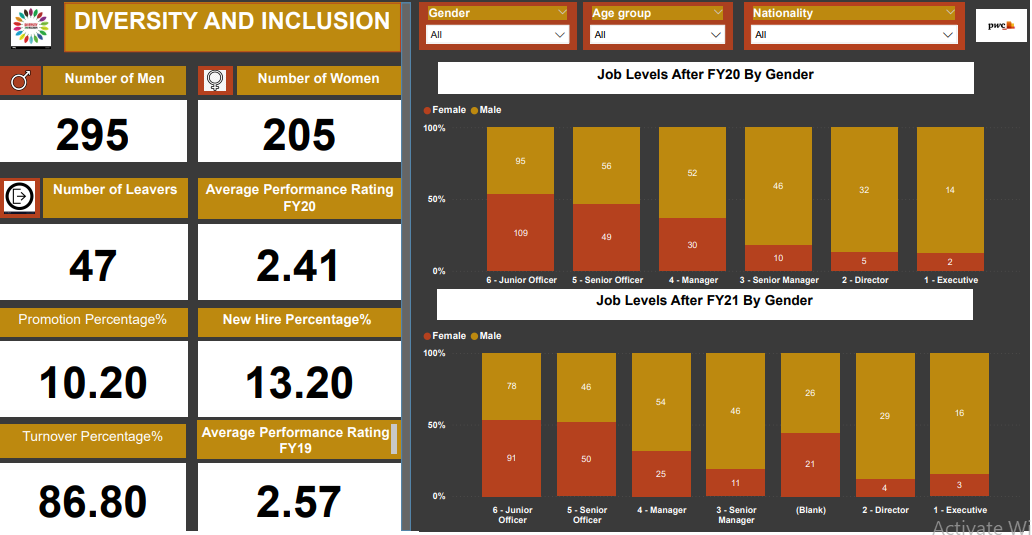 DIVERSITY AND INCLUSION
Gender
All
Age group
All
Nationality
All
pwc
Number of Men
295
Number of Women
205
Number of Leavers
47
Average Performance Rating
FY20
2.41
Promotion Percentage%
10.20
New Hire Percentage%
13.20
Turnover Percentage%
86.80
Average Performance Rating
FY19
2.57
Job Levels After FY20 By Gender
Female Male
100%
50%
0%
95 56 52 46 32 14
109 49 30 10 5 2
6 - Junior Officer 5 - Senior Officer 4 - Manager 3 - Senior Manager 2 - Director 1 - Executive
Job Levels After FY21 By Gender
Female Male
100%
50%
0%
78 46 54 46 26 29 16
91 50 25 11 21 4 3
6 - Junior
Officer
5 - Senior
Officer
4 - Manager
3 - Senior
Manager
(Blank)
2 - Director
1 - Executive
Activate Wi